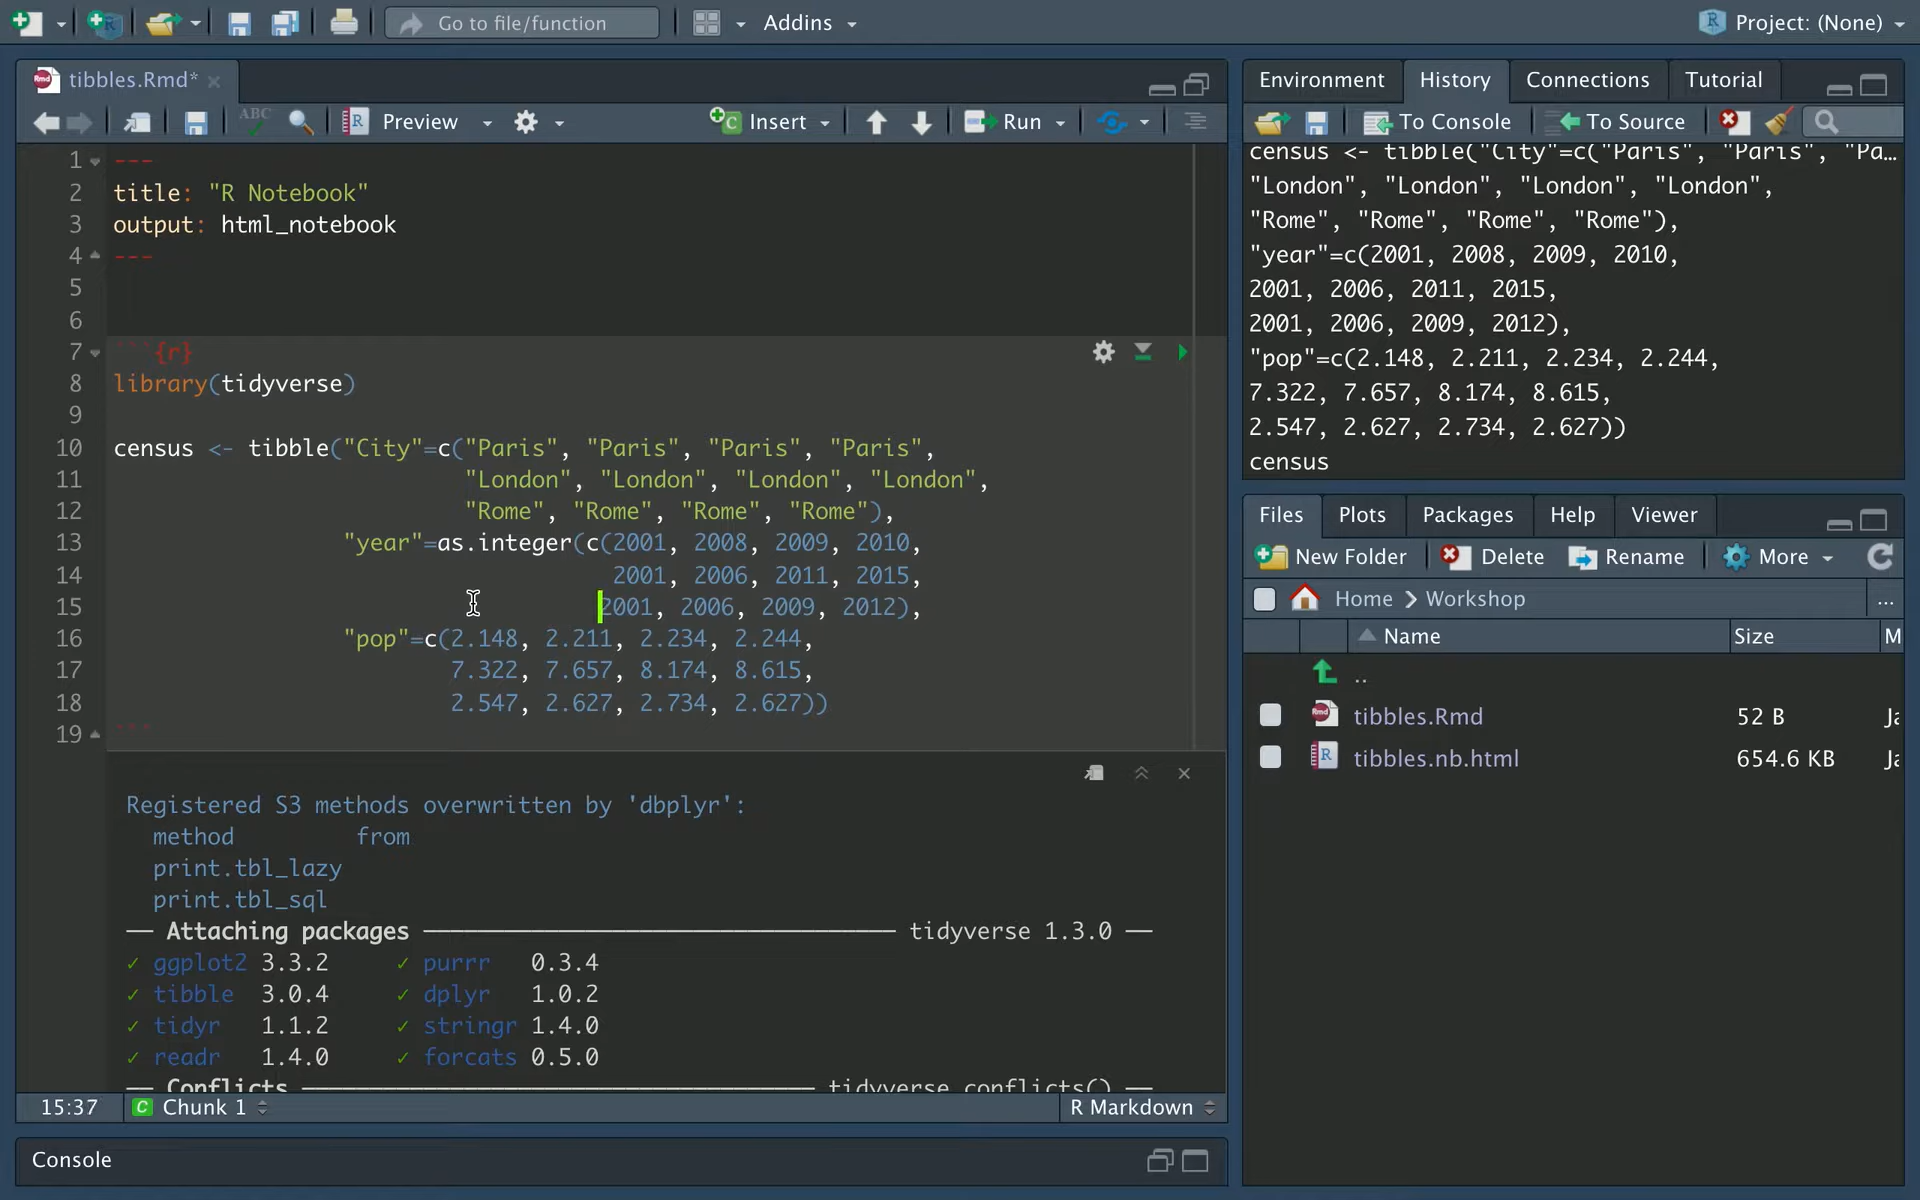 Go to file/function
Addins
Project: (None)
tibbles.Rmd*
ABC
Preview
Insert
Run
1 ---
2 title: "R Notebook"
3 output: html_notebook
4 ---
5
6
7 ```{r}
8 library(tidyverse)
9
10 census <- tibble("City"=c("Paris", "Paris", "Paris", "Paris",
11 "London", "London", "London", "London",
12 "Rome", "Rome", "Rome", "Rome"),
13 "year"=as.integer(c(2001, 2008, 2009, 2010,
14 2001, 2006, 2011, 2015,
15 2001, 2006, 2009, 2012),
16 "pop"=c(2.148, 2.211, 2.234, 2.244,
17 7.322, 7.657, 8.174, 8.615,
18 2.547, 2.627, 2.734, 2.627))
19 ```
Registered S3 methods overwritten by 'dbplyr':
method from
print.tbl_lazy
print.tbl_sql
── Attaching packages ─────────────────────────────────── tidyverse 1.3.0 ──
✓ ggplot2 3.3.2 ✓ purrr 0.3.4
✓ tibble 3.0.4 ✓ dplyr 1.0.2
✓ tidyr 1.1.2 ✓ stringr 1.4.0
✓ readr 1.4.0 ✓ forcats 0.5.0
── Conflicts ────────────────────────────────────── tidyverse_conflicts() ──
15:37 Chunk 1 R Markdown
Console
Environment History Connections Tutorial
To Console To Source
census <- tibble("City"=c("Paris", "Paris", "Pa…
"London", "London", "London", "London",
"Rome", "Rome", "Rome", "Rome"),
"year"=c(2001, 2008, 2009, 2010,
2001, 2006, 2011, 2015,
2001, 2006, 2009, 2012),
"pop"=c(2.148, 2.211, 2.234, 2.244,
7.322, 7.657, 8.174, 8.615,
2.547, 2.627, 2.734, 2.627))
census
Files Plots Packages Help Viewer
New Folder Delete Rename More
Home Workshop ...
Name Size M
..
tibbles.Rmd 52 B Ja
tibbles.nb.html 654.6 KB Ja